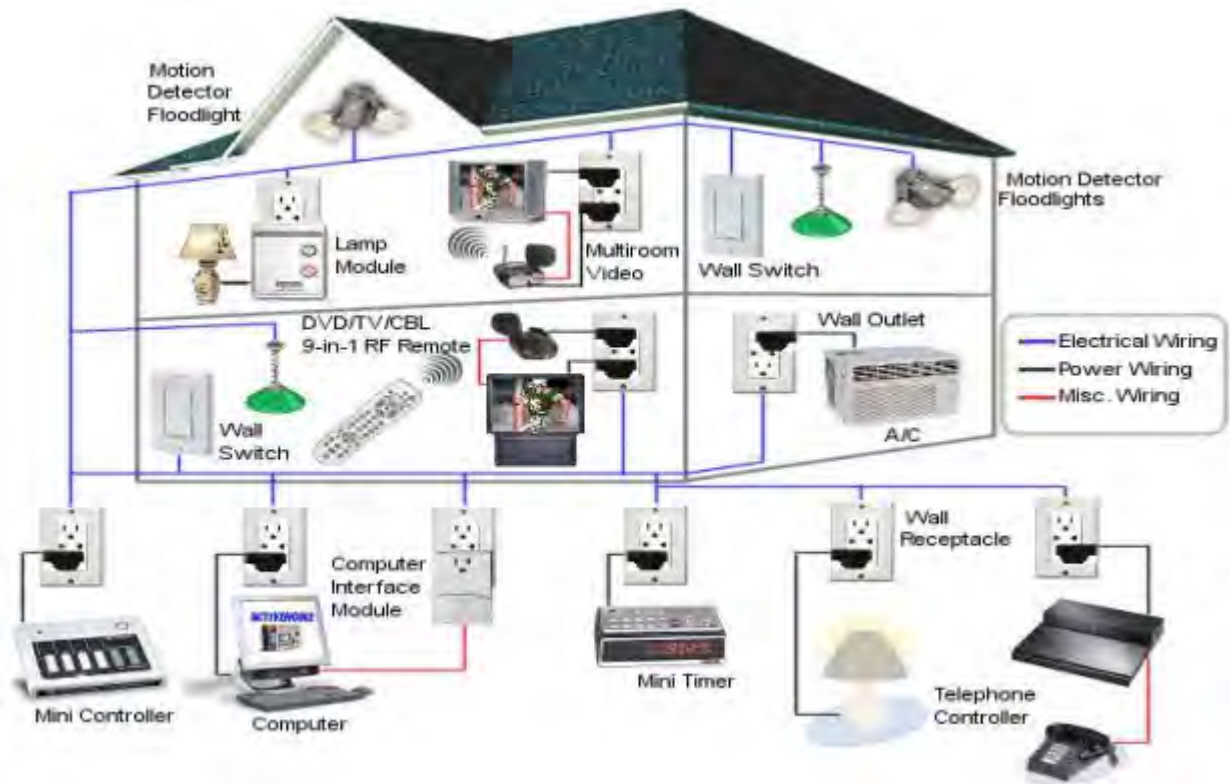 Motion
Detector
Floodlight
Motion Detector
Floodlights
Lamp
Module
Multiroom
Video
Wall Switch
DVD/TV/CBL
9-in-1 RF Remote
Wall Outlet
Electrical Wiring
Power Wiring
Misc. Wiring
Wall
Switch
A/C
Wall
Receptacle
Computer
Interface
Module
Mini Controller
Computer
Mini Timer
Telephone
Controller